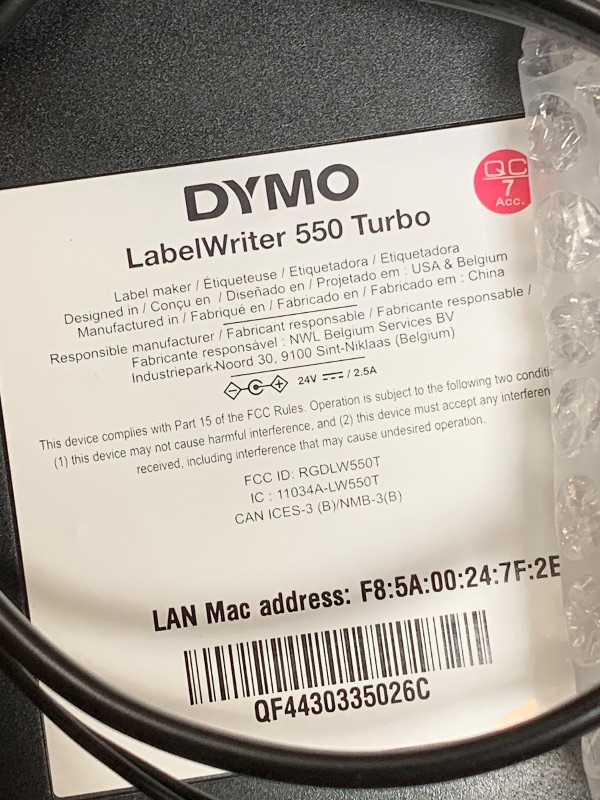 DYMO
QC
7
Acc.
LabelWriter 550 Turbo
Label maker / Étiqueteuse / Etiquetadora / Etiquetadora
Designed in / Conçu en / Diseñado en / Projetado em : USA & Belgium
Manufactured in / Fabriqué en / Fabricado en / Fabricado em : China
Responsible manufacturer / Fabricant responsable / Fabricante responsable /
Fabricante responsável : NWL Belgium Services BV
Industriepark-Noord 30, 9100 Sint-Niklaas (Belgium)
24V ⎓ / 2.5A
This device complies with Part 15 of the FCC Rules. Operation is subject to the following two
(1) this device may not cause harmful interference, and (2) this device must accept any
received, including interference that may cause undesired operation.
FCC ID: RGDLW550T
IC : 11034A-LW550T
CAN ICES-3 (B)/NMB-3(B)
LAN Mac address: F8:5A:00:24:7F:2E
QF4430335026C